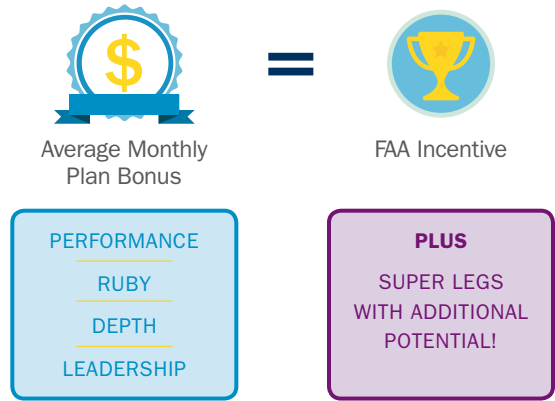 $
=
Average Monthly
Plan Bonus
FAA Incentive
PERFORMANCE
RUBY
DEPTH
LEADERSHIP
PLUS
SUPER LEGS
WITH ADDITIONAL
POTENTIAL!